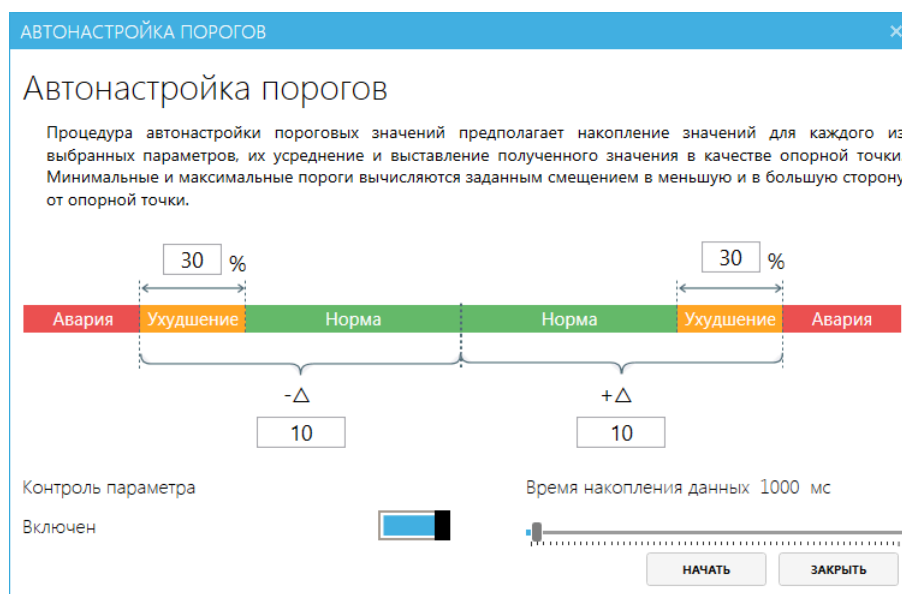 АВТОНАСТРОЙКА ПОРОГОВ
Автонастройка порогов
Процедура автонастройки пороговых значений предполагает накопление значений для каждого из
выбранных параметров, их усреднение и выставление полученного значения в качестве опорной точки.
Минимальные и максимальные пороги вычисляются заданным смещением в меньшую и в большую сторону
от опорной точки.
30 % 30 %
Авария Ухудшение Норма Норма Ухудшение Авария
-△ +△
10 10
Контроль параметра Время накопления данных 1000 мс
Включен
НАЧАТЬ ЗАКРЫТЬ